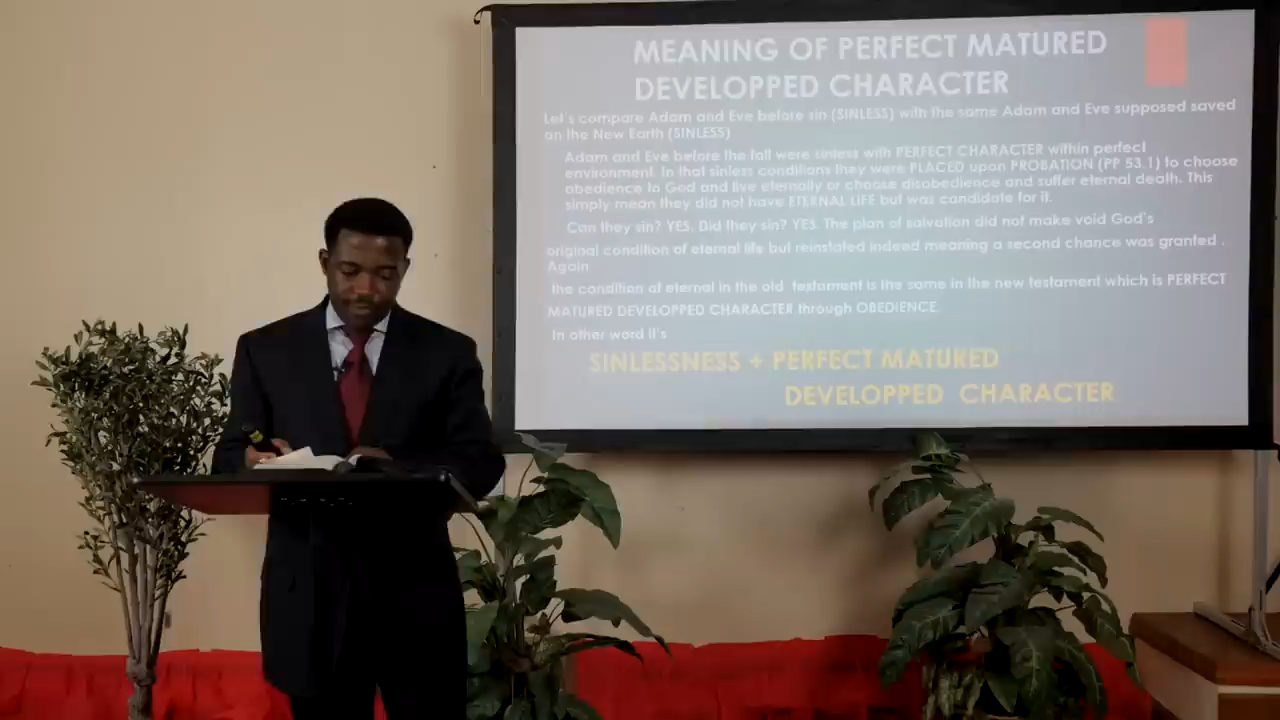 MEANING OF PERFECT MATURED
DEVELOPPED CHARACTER
Let's compare Adam and Eve before sin (SINLESS) with the same Adam and Eve supposed saved
on the New Earth (SINLESS)
Adam and Eve before the fall were sinless with PERFECT CHARACTER within perfect
environment. In that sinless conditions they were PLACED upon PROBATION (PP 53.1) to choose
obedience to God and live eternally or choose disobedience and suffer eternal death. This
simply mean they did not have ETERNAL LIFE but was candidate for it.
Can they sin? YES. Did they sin? YES. The plan of salvation did not make void God's
original condition of eternal life but reinstated indeed meaning a second chance was granted .
Again
the condition of eternal in the old testament is the same in the new testament which is PERFECT
MATURED DEVELOPPED CHARACTER through OBEDIENCE.
In other word it's
SINLESSNESS + PERFECT MATURED
DEVELOPPED CHARACTER